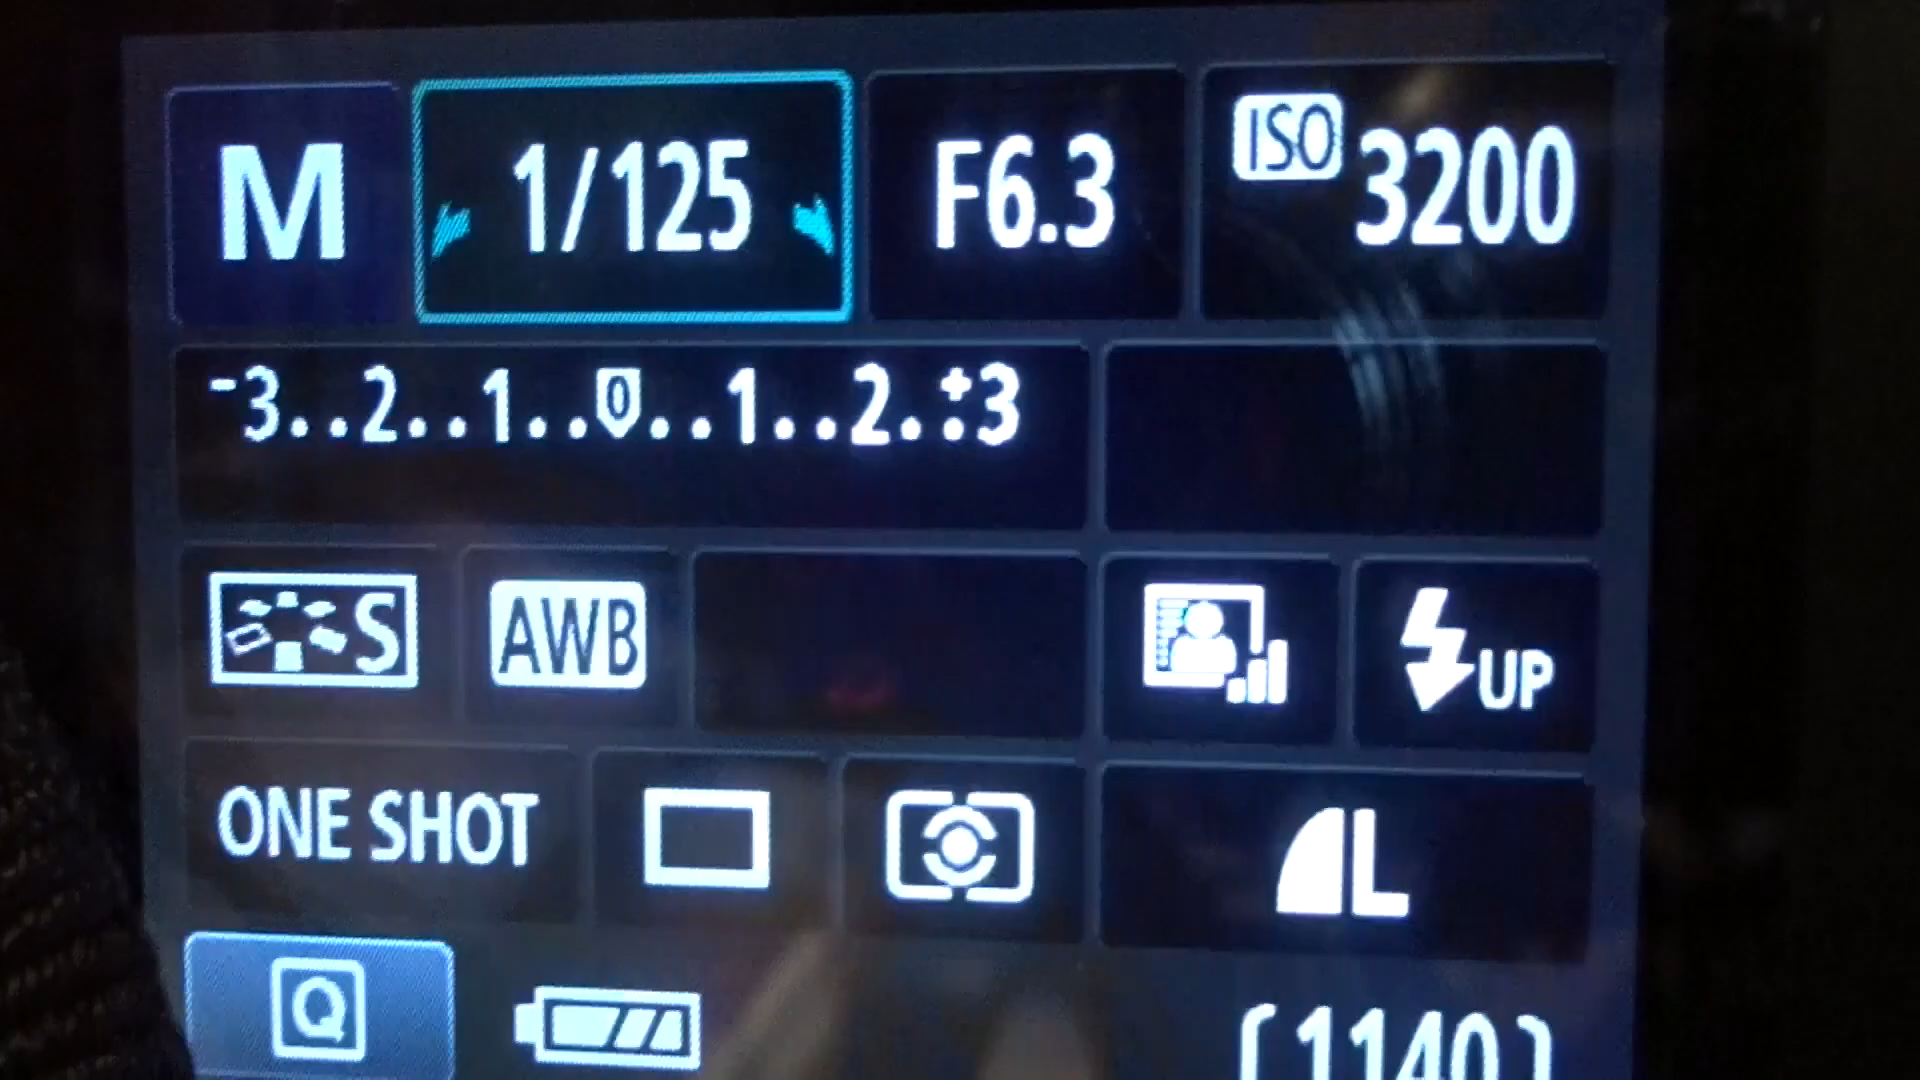 M 1/125 F6.3 ISO 3200
-3..2..1..0..1..2..+3
S AWB UP
ONE SHOT L
Q [1140]